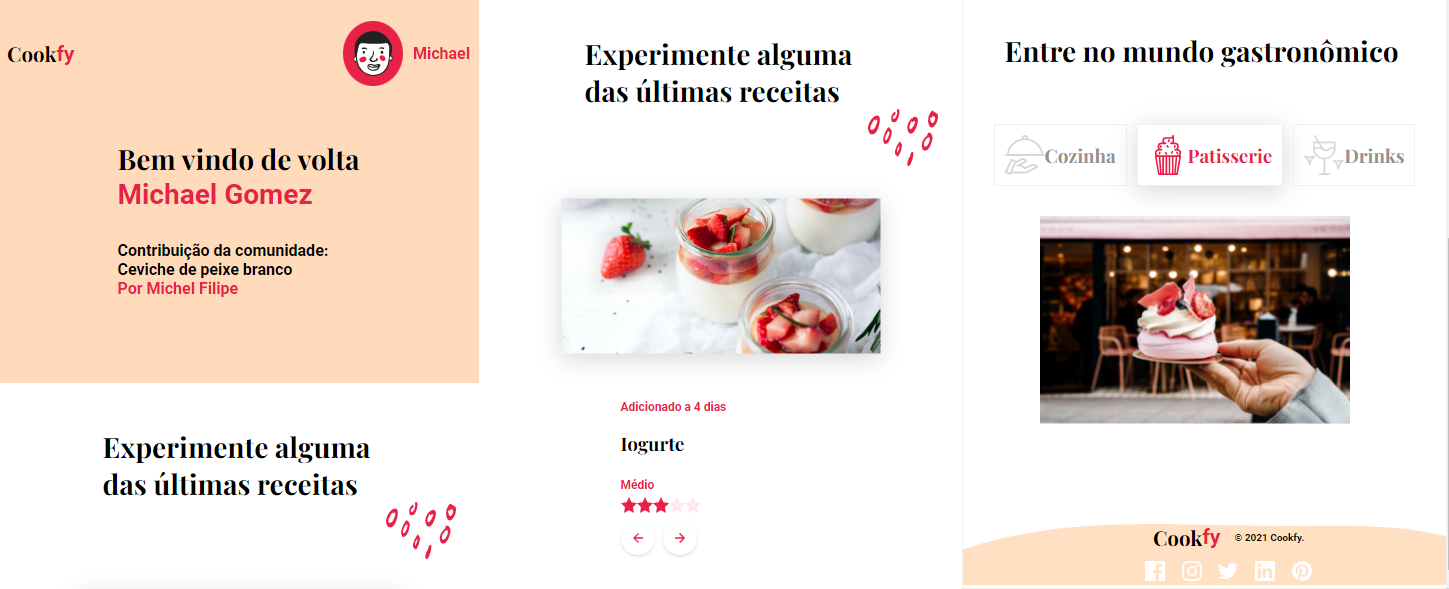 Cookfy
Michael
Bem vindo de volta
Michael Gomez
Contribuição da comunidade:
Ceviche de peixe branco
Por Michel Filipe
Experimente alguma
das últimas receitas
Experimente alguma
das últimas receitas
Adicionado a 4 dias
Iogurte
Médio
Entre no mundo gastronômico
Cozinha
Patisserie
Drinks
Cookfy
© 2021 Cookfy.